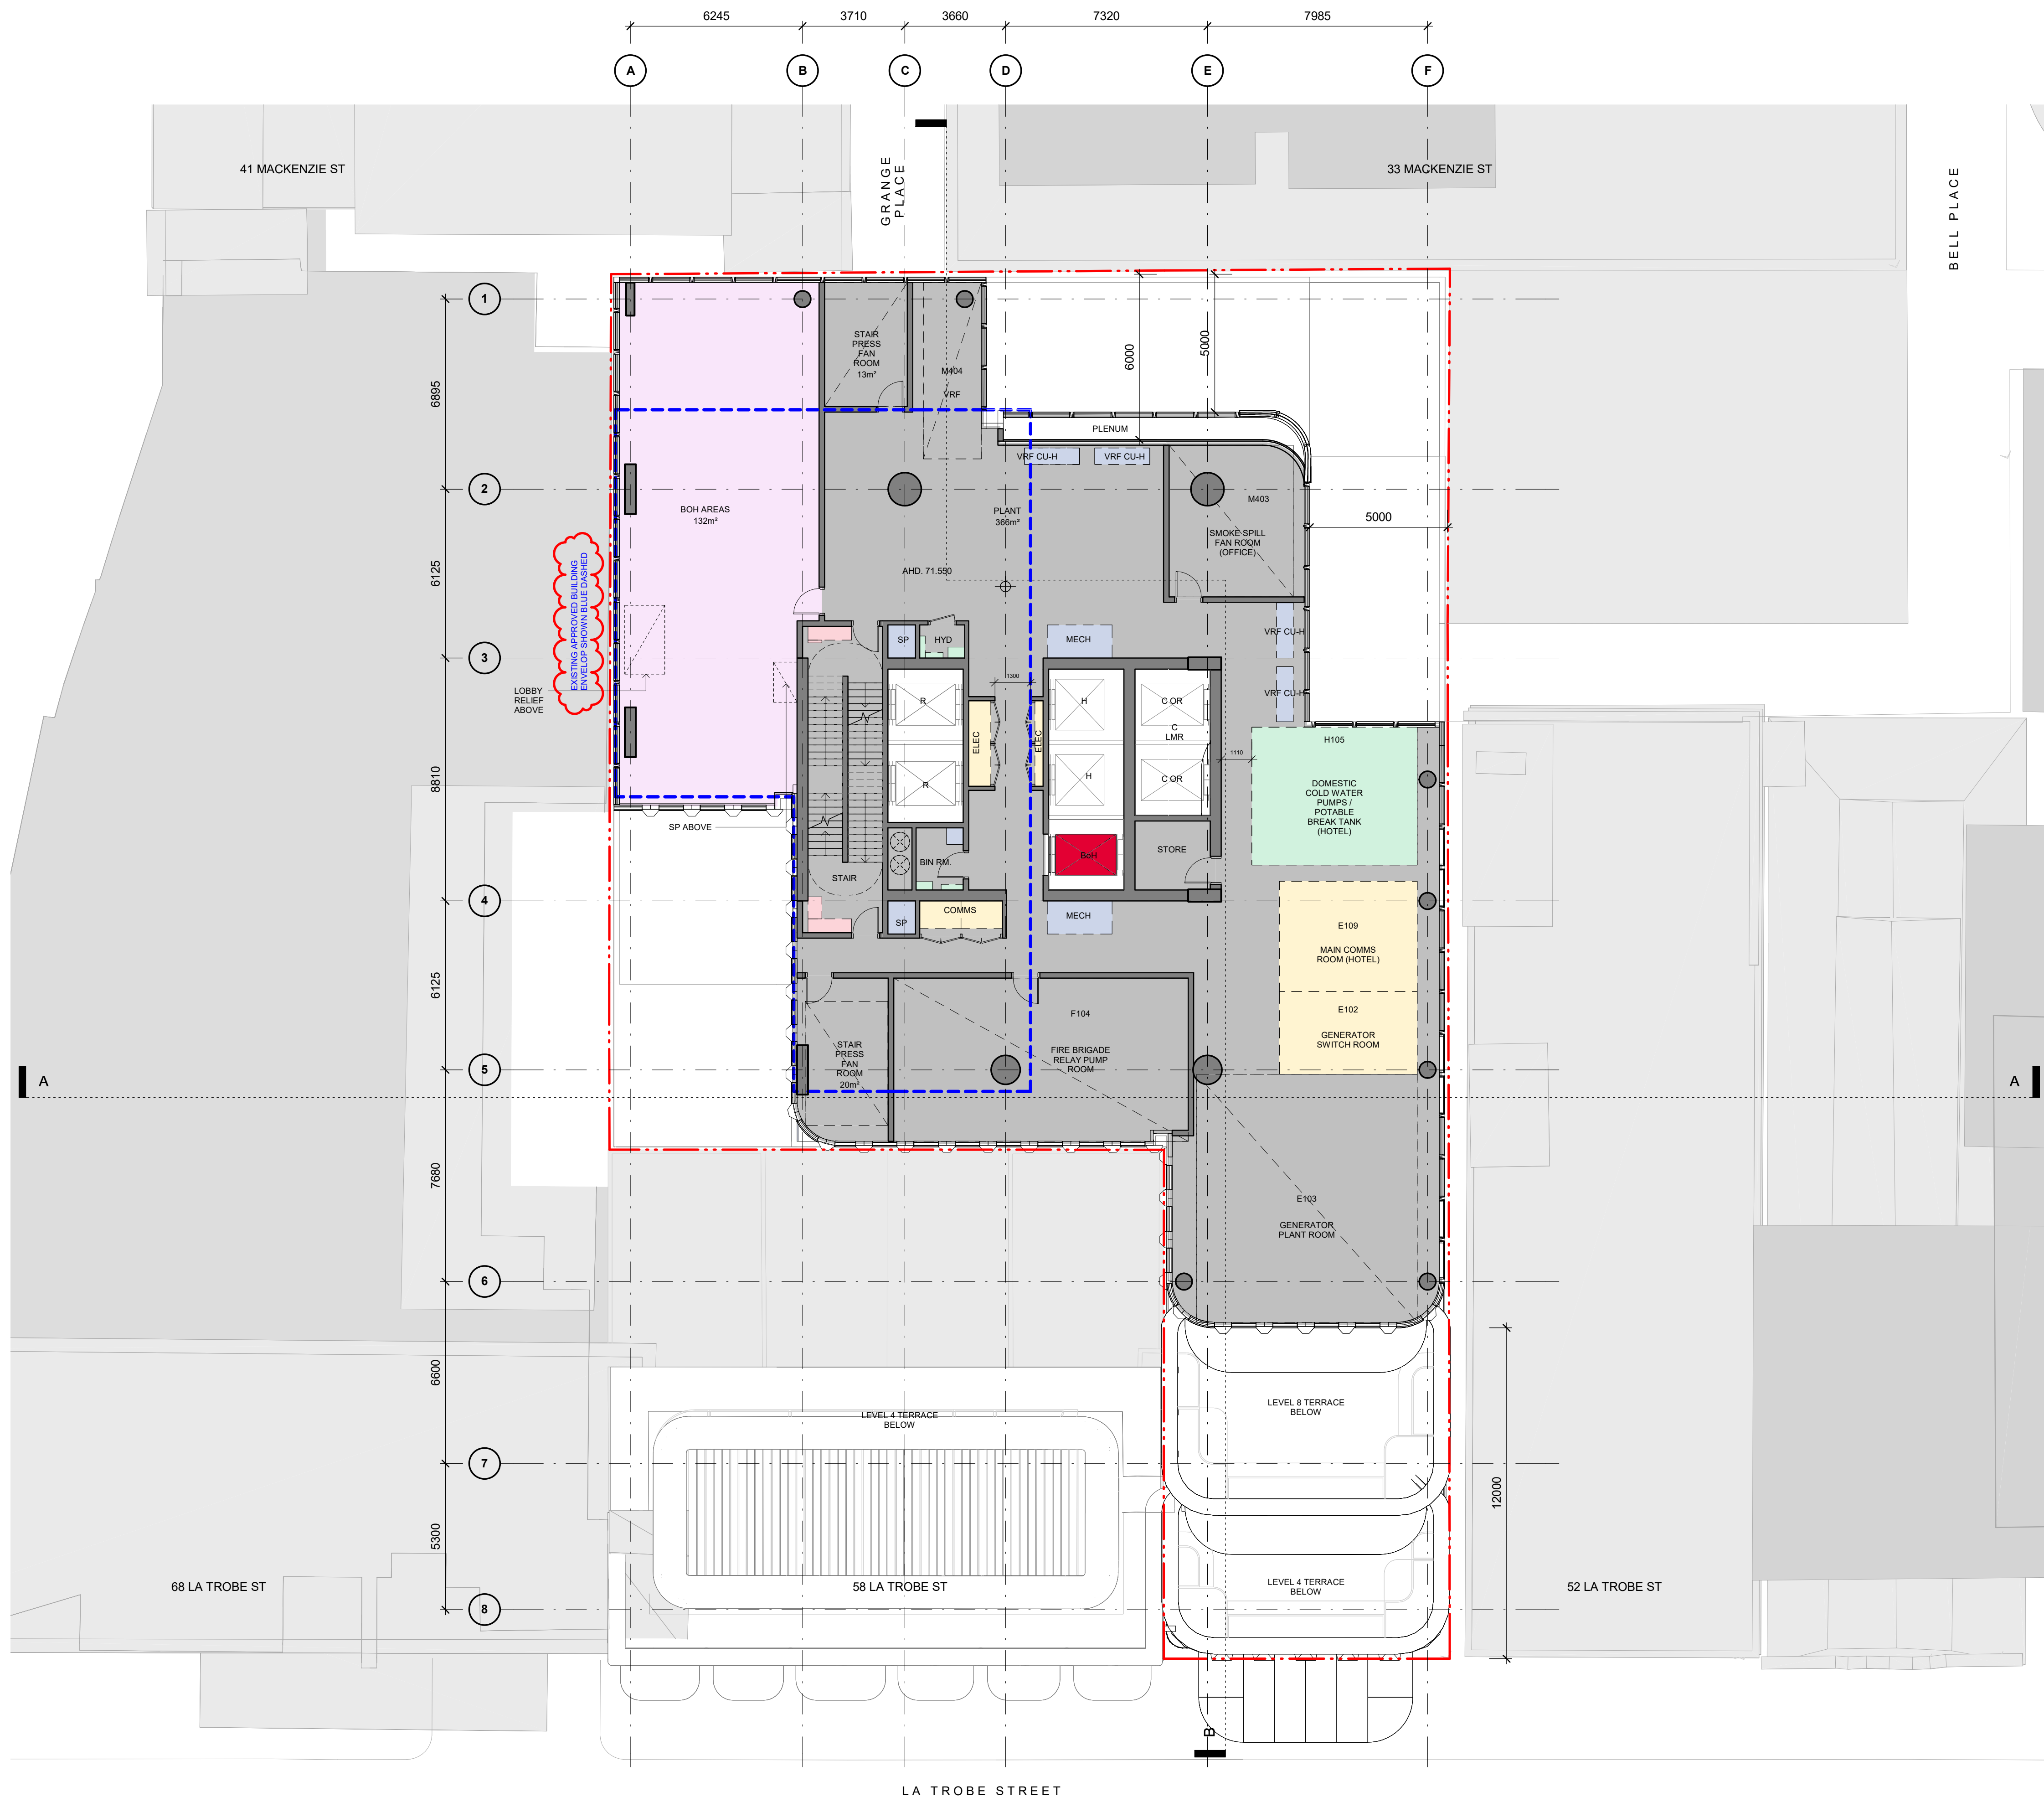 6245
3710
3660
7320
7985
A
B
C
D
E
F
41 MACKENZIE ST
GRANGE
PLACE
33 MACKENZIE ST
BELL PLACE
1
2
3
4
5
6
7
8
6895
6125
8810
6125
7680
6600
5300
STAIR
PRESS
FAN
ROOM
13m²
M404
VRF
6000
5000
PLENUM
VRF CU-H
VRF CU-H
BOH AREAS
132m²
PLANT
366m²
M403
SMOKE SPILL
FAN ROOM
(OFFICE)
5000
AHD. 71.550
EXISTING APPROVED BUILDING
ENVELOP SHOWN BLUE DASHED
LOBBY
RELIEF
ABOVE
SP
HYD
MECH
VRF CU-H
VRF CU-H
1300
R
R
ELEC
ELEC
H
H
C OR
C
LMR
C OR
1110
H105
DOMESTIC
COLD WATER
PUMPS /
POTABLE
BREAK TANK
(HOTEL)
SP ABOVE
BIN RM.
BoH
STORE
STAIR
SP
COMMS
MECH
E109
MAIN COMMS
ROOM (HOTEL)
E102
GENERATOR
SWITCH ROOM
F104
FIRE BRIGADE
RELAY PUMP
ROOM
STAIR
PRESS
FAN
ROOM
20m²
A
A
E103
GENERATOR
PLANT ROOM
LEVEL 8 TERRACE
BELOW
LEVEL 4 TERRACE
BELOW
12000
LEVEL 4 TERRACE
BELOW
68 LA TROBE ST
58 LA TROBE ST
52 LA TROBE ST
B
LA TROBE STREET